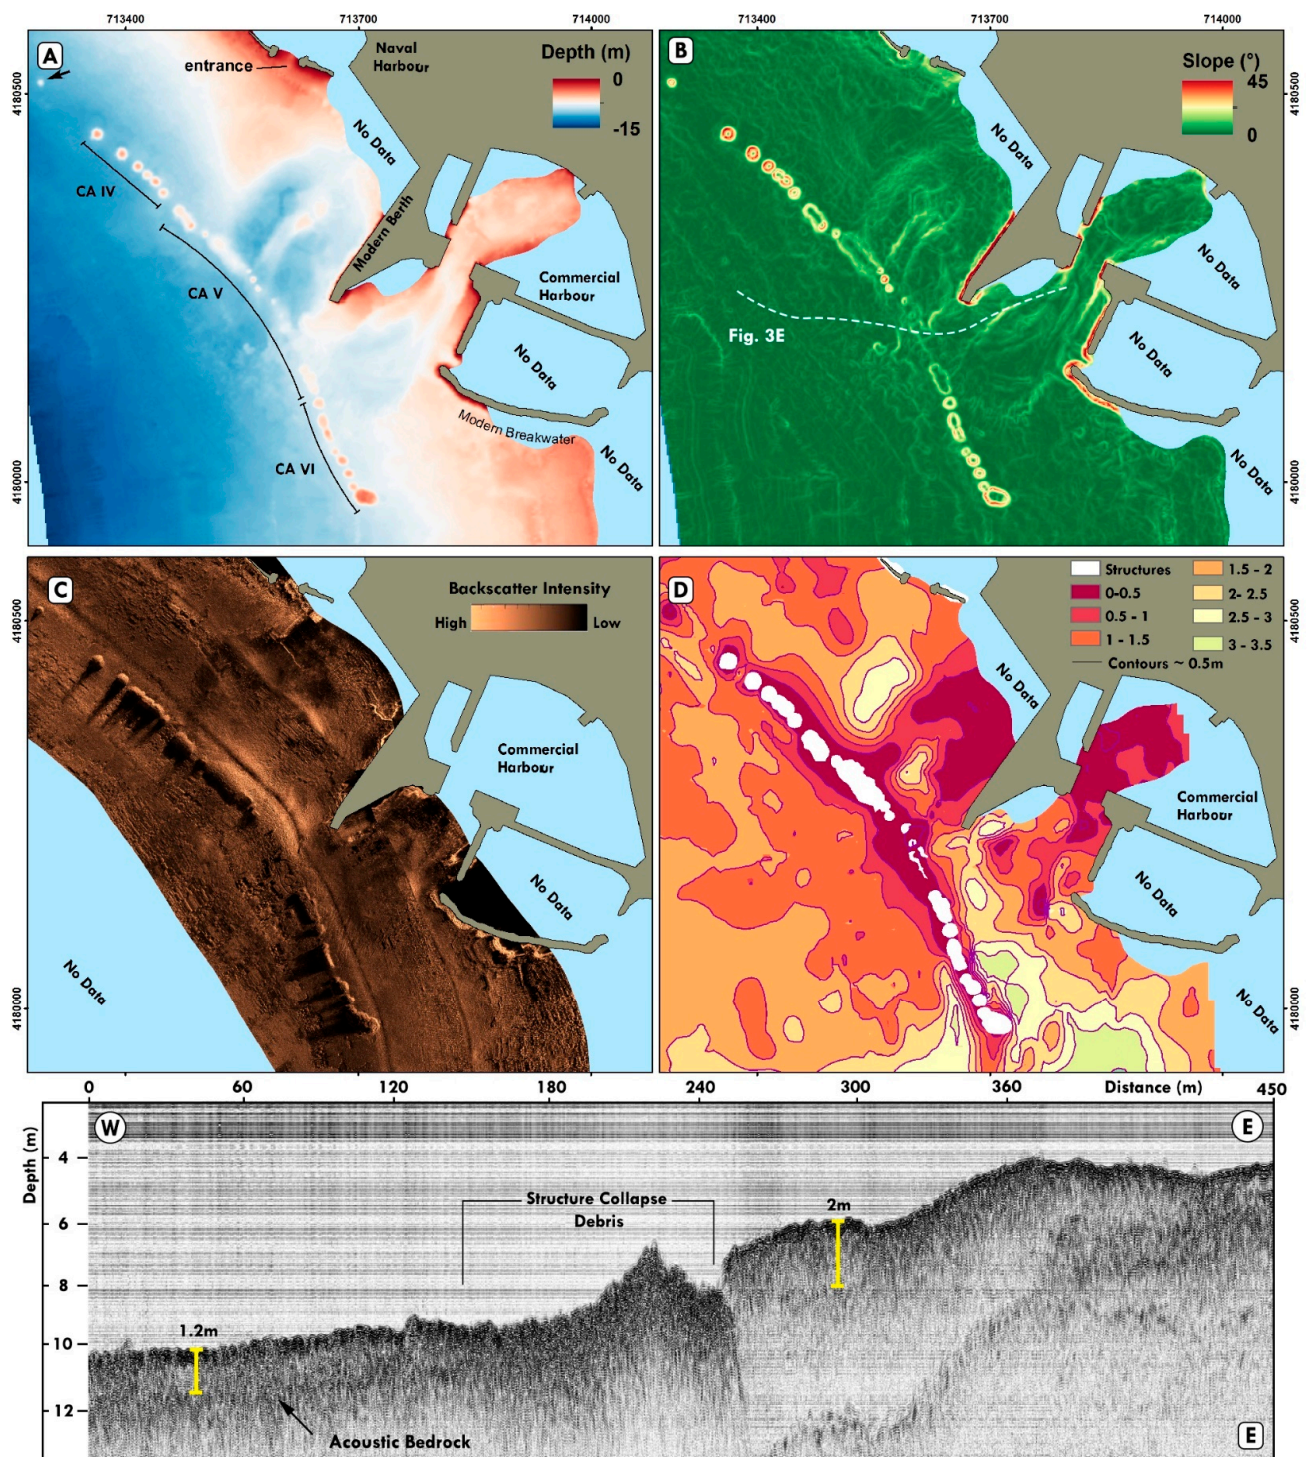 713400
713700
714000
713400
713700
714000
A
entrance
Naval
Harbour
Depth (m)
0
-15
4180500
No Data
CA IV
Modern Berth
CA V
Commercial
Harbour
No Data
Modern Breakwater
CA VI
No Data
4180000
B
Slope (°)
45
0
4180500
No Data
No Data
Fig. 3E
No Data
No Data
4180000
C
Backscatter Intensity
High
Low
4180500
Commercial
Harbour
No Data
No Data
4180000
D
Structures
1.5 - 2
0-0.5
2- 2.5
0.5 - 1
2.5 - 3
1 - 1.5
3 - 3.5
Contours ~ 0.5m
4180500
No Data
Commercial
Harbour
No Data
No Data
4180000
0
60
120
180
240
300
360
Distance (m)
450
W
E
Depth (m)
4
6
8
10
12
Structure Collapse
Debris
2m
1.2m
Acoustic Bedrock
E